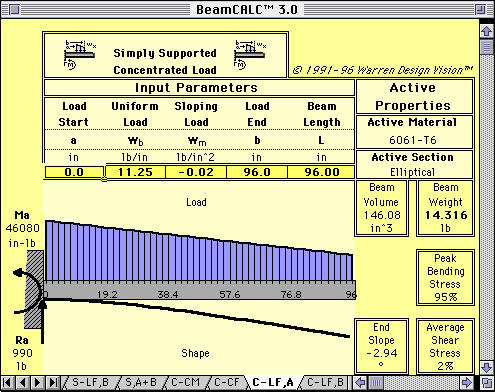 BeamCALC™ 3.0
Simply Supported
Concentrated Load
© 1991-96 Warren Design Vision™
Input Parameters
Load Start
Uniform Load
Sloping Load
Load End
Beam Length
a
Wb
Wm
b
L
in
lb/in
lb/in^2
in
in
0.0
11.25
-0.02
96.0
96.00
Active
Properties
Active Material
6061-T6
Active Section
Elliptical
Beam
Volume
146.08
in^3
Beam
Weight
14.316
lb
Load
Ma
46080
in-lb
0 19.2 38.4 57.6 76.8 96
Peak
Bending
Stress
95%
Ra
990
lb
Shape
End
Slope
-2.94
°
Average
Shear
Stress
2%
S-LF,B
S,A+B
C-CM
C-CF
C-LF,A
C-LF,B